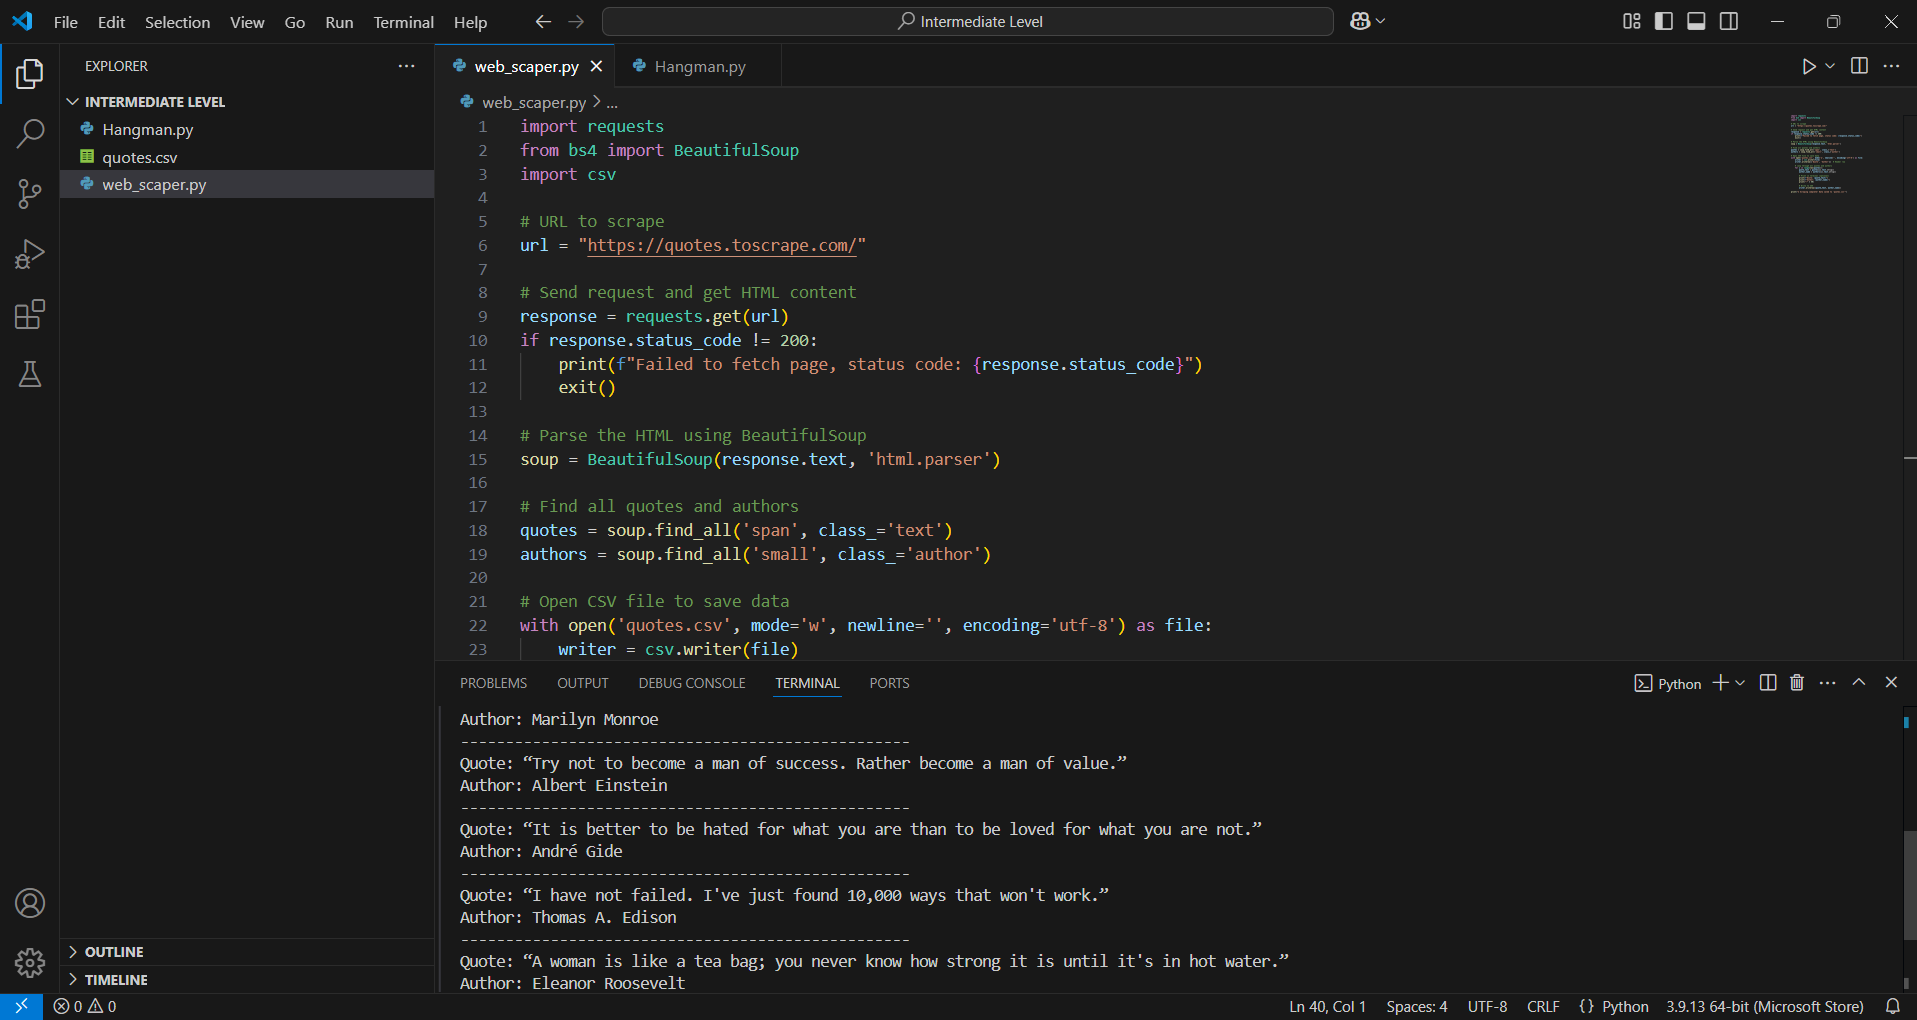 File Edit Selection View Go Run Terminal Help
Intermediate Level
EXPLORER
INTERMEDIATE LEVEL
Hangman.py
quotes.csv
web_scaper.py
OUTLINE
TIMELINE
web_scaper.py
Hangman.py
web_scaper.py > ...
1 import requests
2 from bs4 import BeautifulSoup
3 import csv
4
5 # URL to scrape
6 url = "https://quotes.toscrape.com/"
7
8 # Send request and get HTML content
9 response = requests.get(url)
10 if response.status_code != 200:
11     print(f"Failed to fetch page, status code: {response.status_code}")
12     exit()
13
14 # Parse the HTML using BeautifulSoup
15 soup = BeautifulSoup(response.text, 'html.parser')
16
17 # Find all quotes and authors
18 quotes = soup.find_all('span', class_='text')
19 authors = soup.find_all('small', class_='author')
20
21 # Open CSV file to save data
22 with open('quotes.csv', mode='w', newline='', encoding='utf-8') as file:
23     writer = csv.writer(file)
PROBLEMS OUTPUT DEBUG CONSOLE TERMINAL PORTS
Python
Author: Marilyn Monroe
--------------------------------------------------
Quote: “Try not to become a man of success. Rather become a man of value.”
Author: Albert Einstein
--------------------------------------------------
Quote: “It is better to be hated for what you are than to be loved for what you are not.”
Author: André Gide
--------------------------------------------------
Quote: “I have not failed. I've just found 10,000 ways that won't work.”
Author: Thomas A. Edison
--------------------------------------------------
Quote: “A woman is like a tea bag; you never know how strong it is until it's in hot water.”
Author: Eleanor Roosevelt
0 0
Ln 40, Col 1 Spaces: 4 UTF-8 CRLF {} Python 3.9.13 64-bit (Microsoft Store)